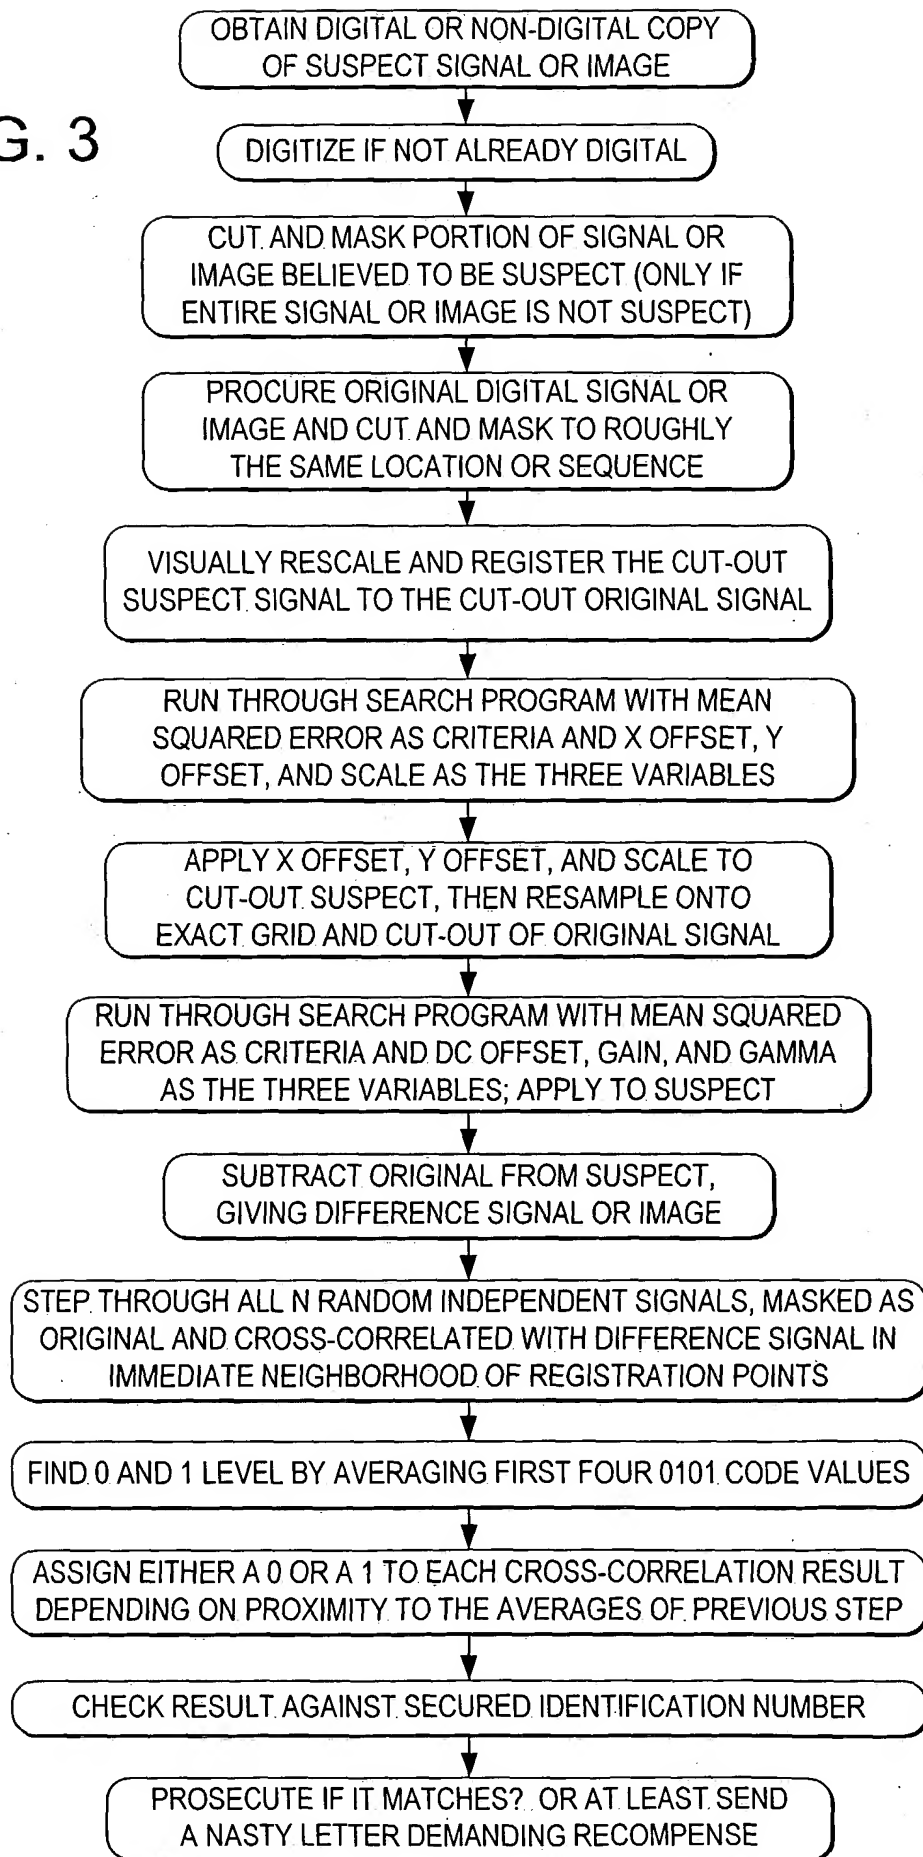 OBTAIN DIGITAL OR NON-DIGITAL COPY
OF SUSPECT SIGNAL OR IMAGE
G. 3
DIGITIZE IF NOT ALREADY DIGITAL
CUT AND MASK PORTION OF SIGNAL OR
IMAGE BELIEVED TO BE SUSPECT (ONLY IF
ENTIRE SIGNAL OR IMAGE IS NOT SUSPECT)
PROCURE ORIGINAL DIGITAL SIGNAL OR
IMAGE AND CUT AND MASK TO ROUGHLY
THE SAME LOCATION OR SEQUENCE
VISUALLY RESCALE AND REGISTER THE CUT-OUT
SUSPECT SIGNAL TO THE CUT-OUT ORIGINAL SIGNAL
RUN THROUGH SEARCH PROGRAM WITH MEAN
SQUARED ERROR AS CRITERIA AND X OFFSET, Y
OFFSET, AND SCALE AS THE THREE VARIABLES
APPLY X OFFSET, Y OFFSET, AND SCALE TO
CUT-OUT SUSPECT, THEN RESAMPLE ONTO
EXACT GRID AND CUT-OUT OF ORIGINAL SIGNAL
RUN THROUGH SEARCH PROGRAM WITH MEAN SQUARED
ERROR AS CRITERIA AND DC OFFSET, GAIN, AND GAMMA
AS THE THREE VARIABLES; APPLY TO SUSPECT
SUBTRACT ORIGINAL FROM SUSPECT,
GIVING DIFFERENCE SIGNAL OR IMAGE
STEP THROUGH ALL N RANDOM INDEPENDENT SIGNALS, MASKED AS
ORIGINAL AND CROSS-CORRELATED WITH DIFFERENCE SIGNAL IN
IMMEDIATE NEIGHBORHOOD OF REGISTRATION POINTS
FIND 0 AND 1 LEVEL BY AVERAGING FIRST FOUR 0101 CODE VALUES
ASSIGN EITHER A 0 OR A 1 TO EACH CROSS-CORRELATION RESULT
DEPENDING ON PROXIMITY TO THE AVERAGES OF PREVIOUS STEP
CHECK RESULT AGAINST SECURED IDENTIFICATION NUMBER
PROSECUTE IF IT MATCHES? OR AT LEAST SEND
A NASTY LETTER DEMANDING RECOMPENSE